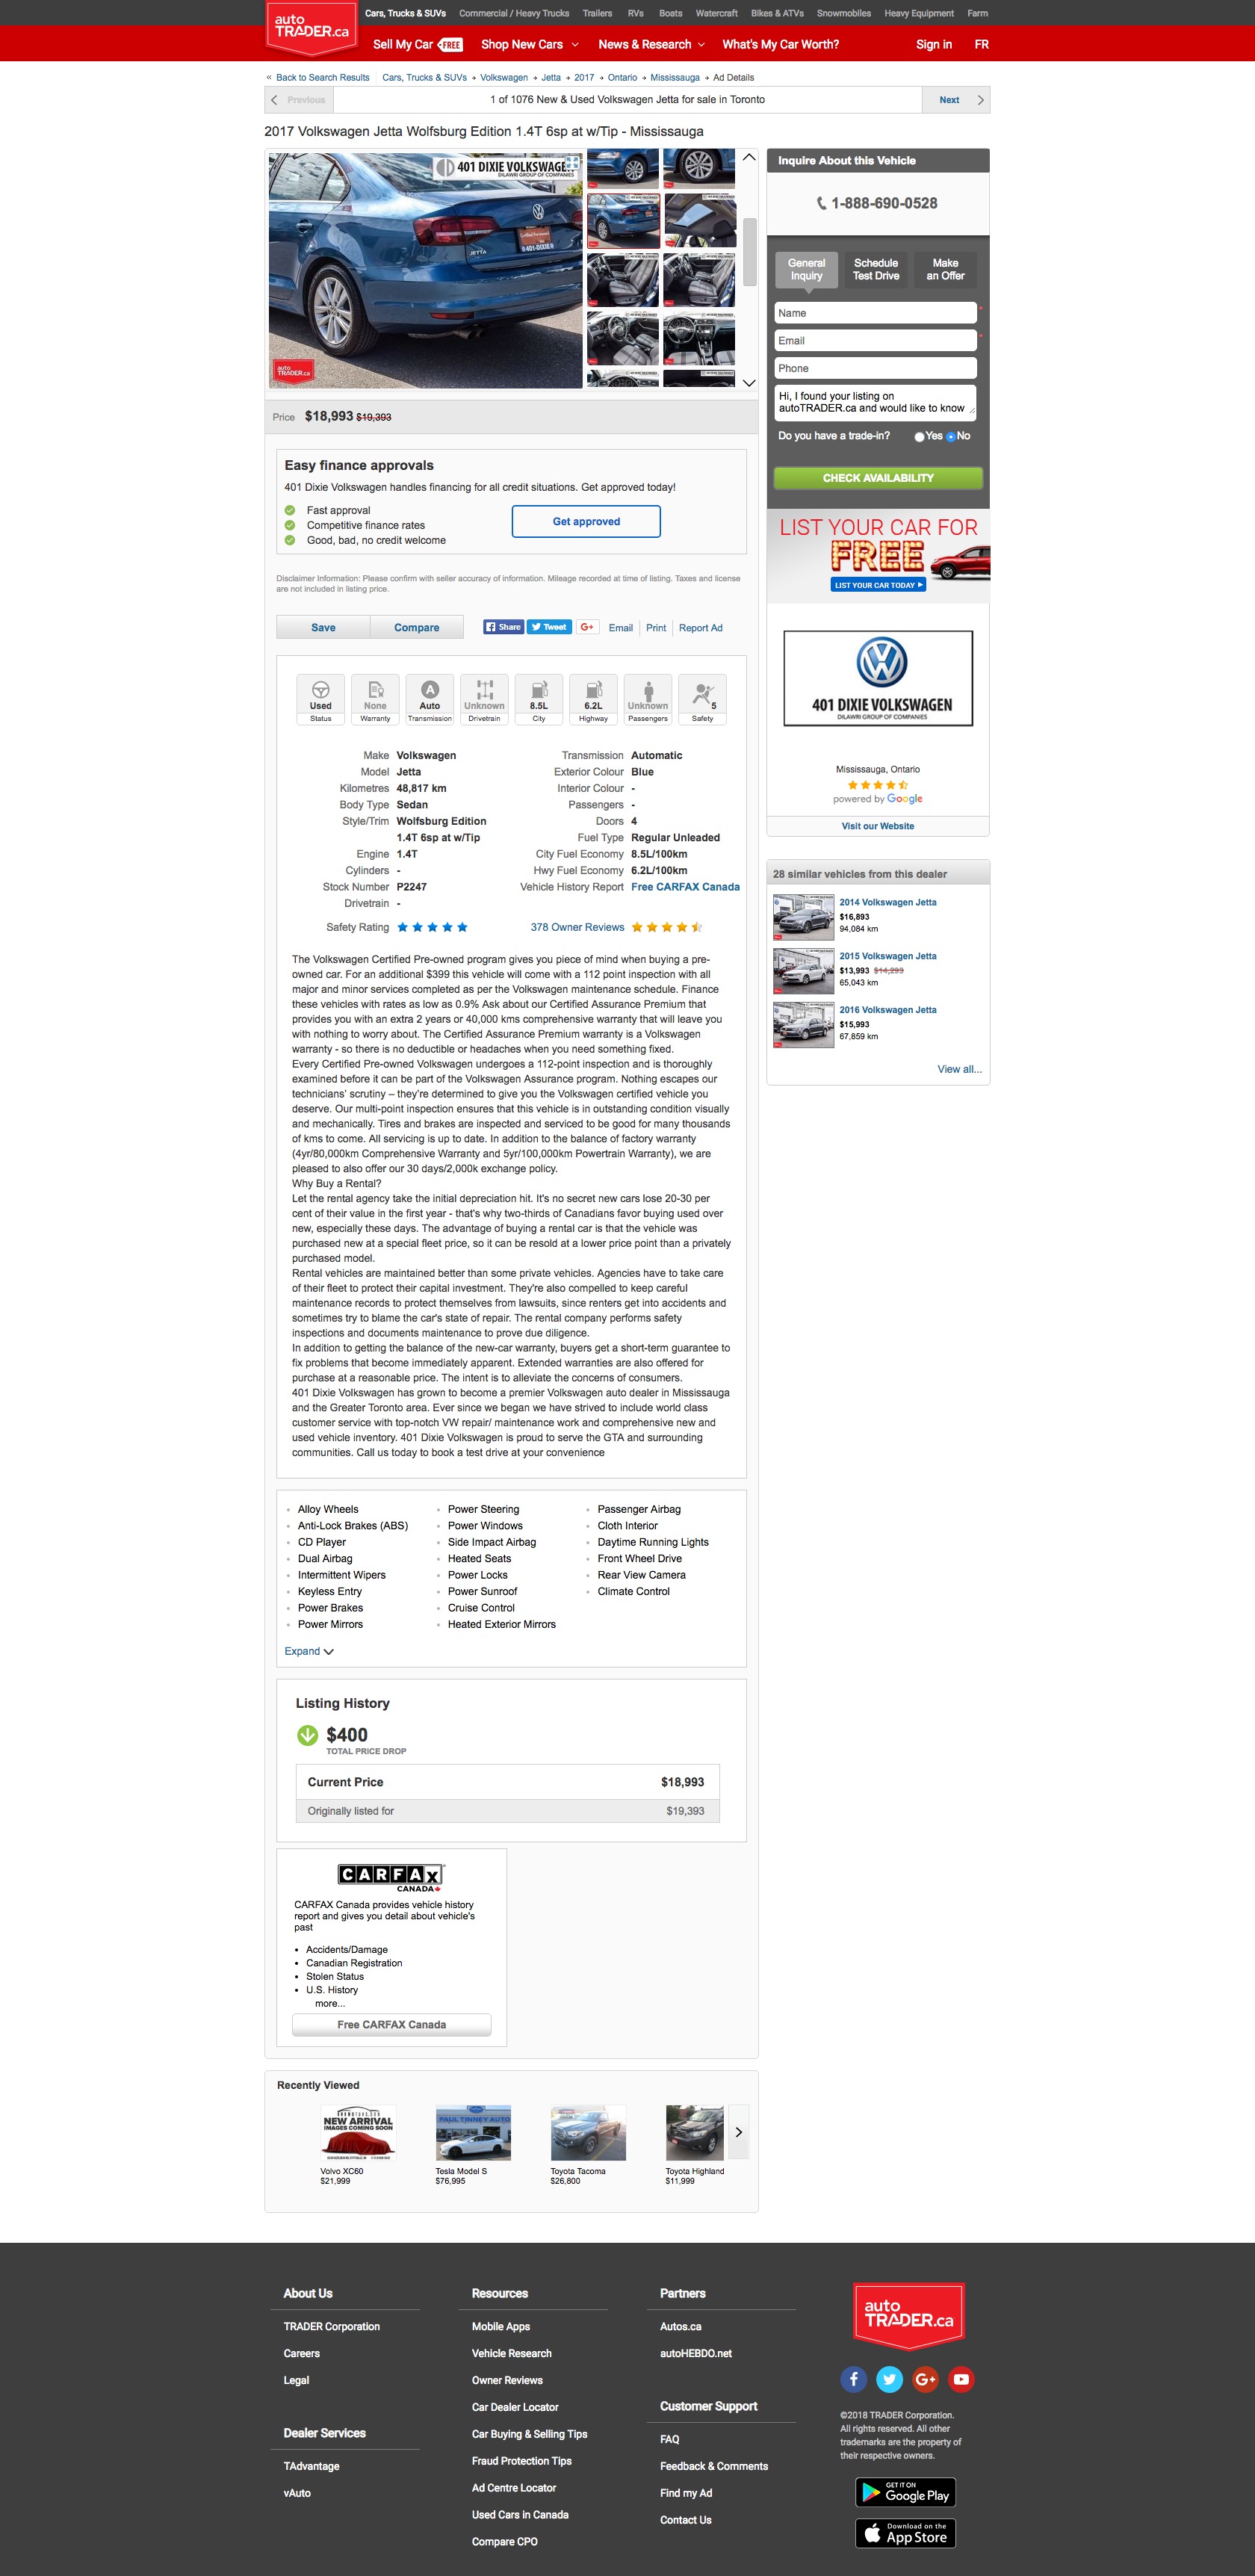 auto
TRADER.ca
Cars, Trucks & SUVs Commercial / Heavy Trucks Trailers RVs Boats Watercraft Bikes & ATVs Snowmobiles Heavy Equipment Farm
Sell My Car FREE Shop New Cars News & Research What's My Car Worth? Sign in FR
« Back to Search Results Cars, Trucks & SUVs Volkswagen Jetta 2017 Ontario Mississauga Ad Details
Previous 1 of 1076 New & Used Volkswagen Jetta for sale in Toronto Next
2017 Volkswagen Jetta Wolfsburg Edition 1.4T 6sp at w/Tip - Mississauga
401 DIXIE VOLKSWAGEN
DILAWRI GROUP OF COMPANIES
JETTA
auto
TRADER.ca
Price $18,993 $19,393
Easy finance approvals
401 Dixie Volkswagen handles financing for all credit situations. Get approved today!
Fast approval
Competitive finance rates
Good, bad, no credit welcome
Get approved
Disclaimer Information: Please confirm with seller accuracy of information. Mileage recorded at time of listing. Taxes and license
are not included in listing price.
Save Compare Share Tweet G+ Email Print Report Ad
Used None A Auto Unknown 8.5L 6.2L Unknown 5
Status Warranty Transmission Drivetrain City Highway Passengers Safety
Make Volkswagen
Model Jetta
Kilometres 48,817 km
Body Type Sedan
Style/Trim Wolfsburg Edition
1.4T 6sp at w/Tip
Engine 1.4T
Cylinders -
Stock Number P2247
Drivetrain -
Transmission Automatic
Exterior Colour Blue
Interior Colour -
Passengers -
Doors 4
Fuel Type Regular Unleaded
City Fuel Economy 8.5L/100km
Hwy Fuel Economy 6.2L/100km
Vehicle History Report Free CARFAX Canada
Safety Rating
378 Owner Reviews
The Volkswagen Certified Pre-owned program gives you piece of mind when buying a pre-
owned car. For an additional $399 this vehicle will come with a 112 point inspection with all
major and minor services completed as per the Volkswagen maintenance schedule. Finance
these vehicles with rates as low as 0.9% Ask about our Certified Assurance Premium that
provides you with an extra 2 years or 40,000 kms comprehensive warranty that will leave you
with nothing to worry about. The Certified Assurance Premium warranty is a Volkswagen
warranty - so there is no deductible or headaches when you need something fixed.
Every Certified Pre-owned Volkswagen undergoes a 112-point inspection and is thoroughly
examined before it can be part of the Volkswagen Assurance program. Nothing escapes our
technicians' scrutiny – they're determined to give you the Volkswagen certified vehicle you
deserve. Our multi-point inspection ensures that this vehicle is in outstanding condition visually
and mechanically. Tires and brakes are inspected and serviced to be good for many thousands
of kms to come. All servicing is up to date. In addition to the balance of factory warranty
(4yr/80,000km Comprehensive Warranty and 5yr/100,000km Powertrain Warranty), we are
pleased to also offer our 30 days/2,000k exchange policy.
Why Buy a Rental?
Let the rental agency take the initial depreciation hit. It's no secret new cars lose 20-30 per
cent of their value in the first year - that's why two-thirds of Canadians favor buying used over
new, especially these days. The advantage of buying a rental car is that the vehicle was
purchased new at a special fleet price, so it can be resold at a lower price point than a privately
purchased model.
Rental vehicles are maintained better than some private vehicles. Agencies have to take care
of their fleet to protect their capital investment. They're also compelled to keep careful
maintenance records to protect themselves from lawsuits, since renters get into accidents and
sometimes try to blame the car's state of repair. The rental company performs safety
inspections and documents maintenance to prove due diligence.
In addition to getting the balance of the new-car warranty, buyers get a short-term guarantee to
fix problems that become immediately apparent. Extended warranties are also offered for
purchase at a reasonable price. The intent is to alleviate the concerns of consumers.
401 Dixie Volkswagen has grown to become a premier Volkswagen auto dealer in Mississauga
and the Greater Toronto area. Ever since we began we have strived to include world class
customer service with top-notch VW repair/ maintenance work and comprehensive new and
used vehicle inventory. 401 Dixie Volkswagen is proud to serve the GTA and surrounding
communities. Call us today to book a test drive at your convenience
Alloy Wheels
Anti-Lock Brakes (ABS)
CD Player
Dual Airbag
Intermittent Wipers
Keyless Entry
Power Brakes
Power Mirrors
Power Steering
Power Windows
Side Impact Airbag
Heated Seats
Power Locks
Power Sunroof
Cruise Control
Heated Exterior Mirrors
Passenger Airbag
Cloth Interior
Daytime Running Lights
Front Wheel Drive
Rear View Camera
Climate Control
Expand
Listing History
$400
TOTAL PRICE DROP
Current Price $18,993
Originally listed for $19,393
CARFAX
CANADA
CARFAX Canada provides vehicle history
report and gives you detail about vehicle's
past
Accidents/Damage
Canadian Registration
Stolen Status
U.S. History
more...
Free CARFAX Canada
Recently Viewed
NEW ARRIVAL
IMAGES COMING SOON
PAUL TINNEY AUTO
Volvo XC60
$21,999
Tesla Model S
$76,995
Toyota Tacoma
$26,800
Toyota Highland
$11,999
Inquire About this Vehicle
1-888-690-0528
General
Inquiry
Schedule
Test Drive
Make
an Offer
Name *
Email *
Phone
Hi, I found your listing on
autoTRADER.ca and would like to know
Do you have a trade-in? Yes No
CHECK AVAILABILITY
LIST YOUR CAR FOR
FREE
LIST YOUR CAR TODAY
401 DIXIE VOLKSWAGEN
DILAWRI GROUP OF COMPANIES
Mississauga, Ontario
powered by Google
Visit our Website
28 similar vehicles from this dealer
2014 Volkswagen Jetta
$16,893
94,084 km
2015 Volkswagen Jetta
$13,993 $14,293
65,043 km
2016 Volkswagen Jetta
$15,993
67,859 km
View all...
About Us
TRADER Corporation
Careers
Legal
Dealer Services
TAdvantage
vAuto
Resources
Mobile Apps
Vehicle Research
Owner Reviews
Car Dealer Locator
Car Buying & Selling Tips
Fraud Protection Tips
Ad Centre Locator
Used Cars in Canada
Compare CPO
Partners
Autos.ca
autoHEBDO.net
Customer Support
FAQ
Feedback & Comments
Find my Ad
Contact Us
auto
TRADER.ca
f G+
©2018 TRADER Corporation.
All rights reserved. All other
trademarks are the property of
their respective owners.
GET IT ON
Google Play
Download on the
App Store